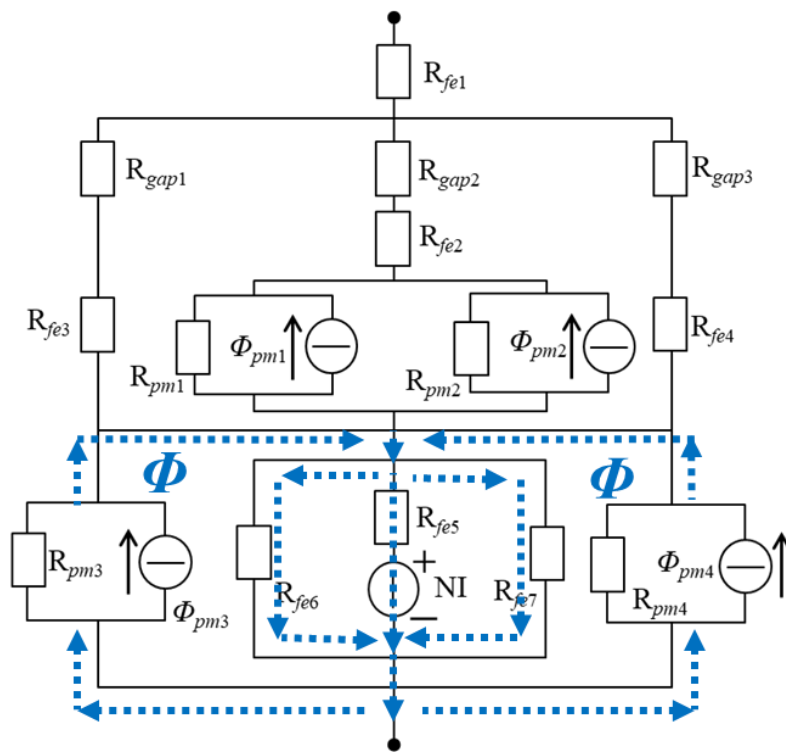 R_fe1
R_gap1
R_gap2
R_gap3
R_fe2
R_fe3
R_fe4
R_pm1
Φ_pm1
R_pm2
Φ_pm2
Φ
Φ
R_fe5
R_pm3
Φ_pm3
R_fe6
+
NI
−
R_fe7
Φ_pm4
R_pm4